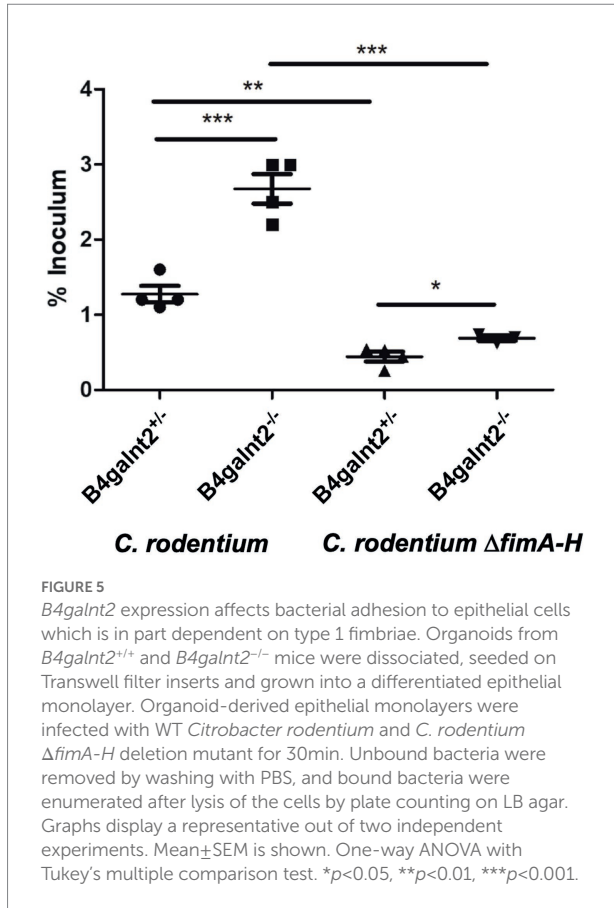 ***
**
***
*
4
3
2
1
0
% Inoculum
B4galnt2+/-
B4galnt2-/-
B4galnt2+/-
B4galnt2-/-
C. rodentium
C. rodentium ΔfimA-H
FIGURE 5
B4galnt2 expression affects bacterial adhesion to epithelial cells
which is in part dependent on type 1 fimbriae. Organoids from
B4galnt2+/+ and B4galnt2−/− mice were dissociated, seeded on
Transwell filter inserts and grown into a differentiated epithelial
monolayer. Organoid-derived epithelial monolayers were
infected with WT Citrobacter rodentium and C. rodentium
ΔfimA-H deletion mutant for 30min. Unbound bacteria were
removed by washing with PBS, and bound bacteria were
enumerated after lysis of the cells by plate counting on LB agar.
Graphs display a representative out of two independent
experiments. Mean±SEM is shown. One-way ANOVA with
Tukey's multiple comparison test. *p<0.05, **p<0.01, ***p<0.001.